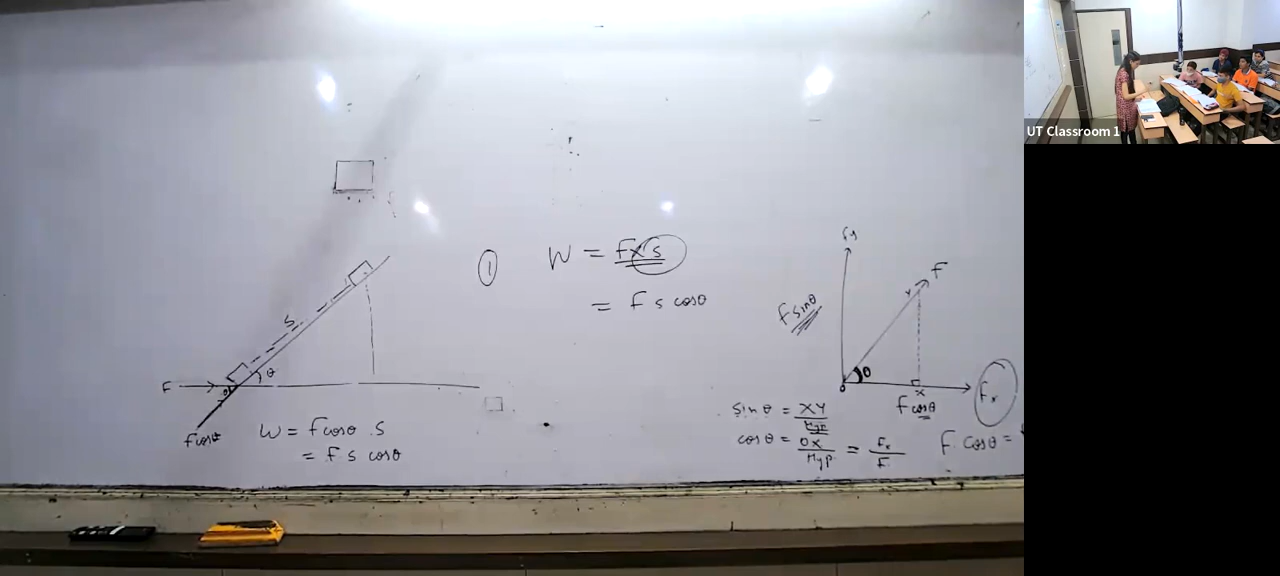 UT Classroom 1
S
θ
F
θ
F cosθ
W = F cosθ . S
= F S cosθ
1
W = F x S
= F S cosθ
Fy
F
Y
F sinθ
θ
O
X
Fx
F cosθ
sin θ = XY / Hyp
cos θ = OX / Hyp = Fx / F
F cosθ =